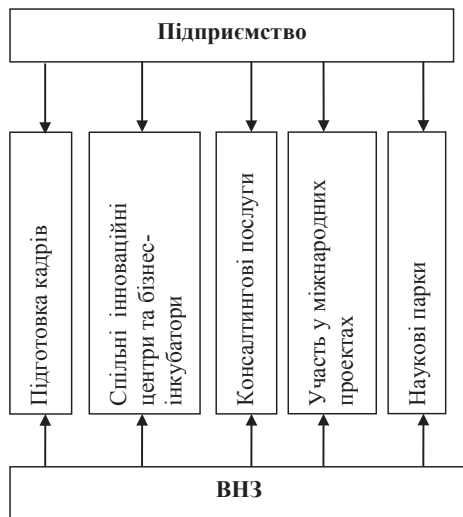 Підприємство
Підготовка кадрів
Спільні інноваційні
центри та бізнес-
інкубатори
Консалтингові послуги
Участь у міжнародних
проектах
Наукові парки
ВНЗ